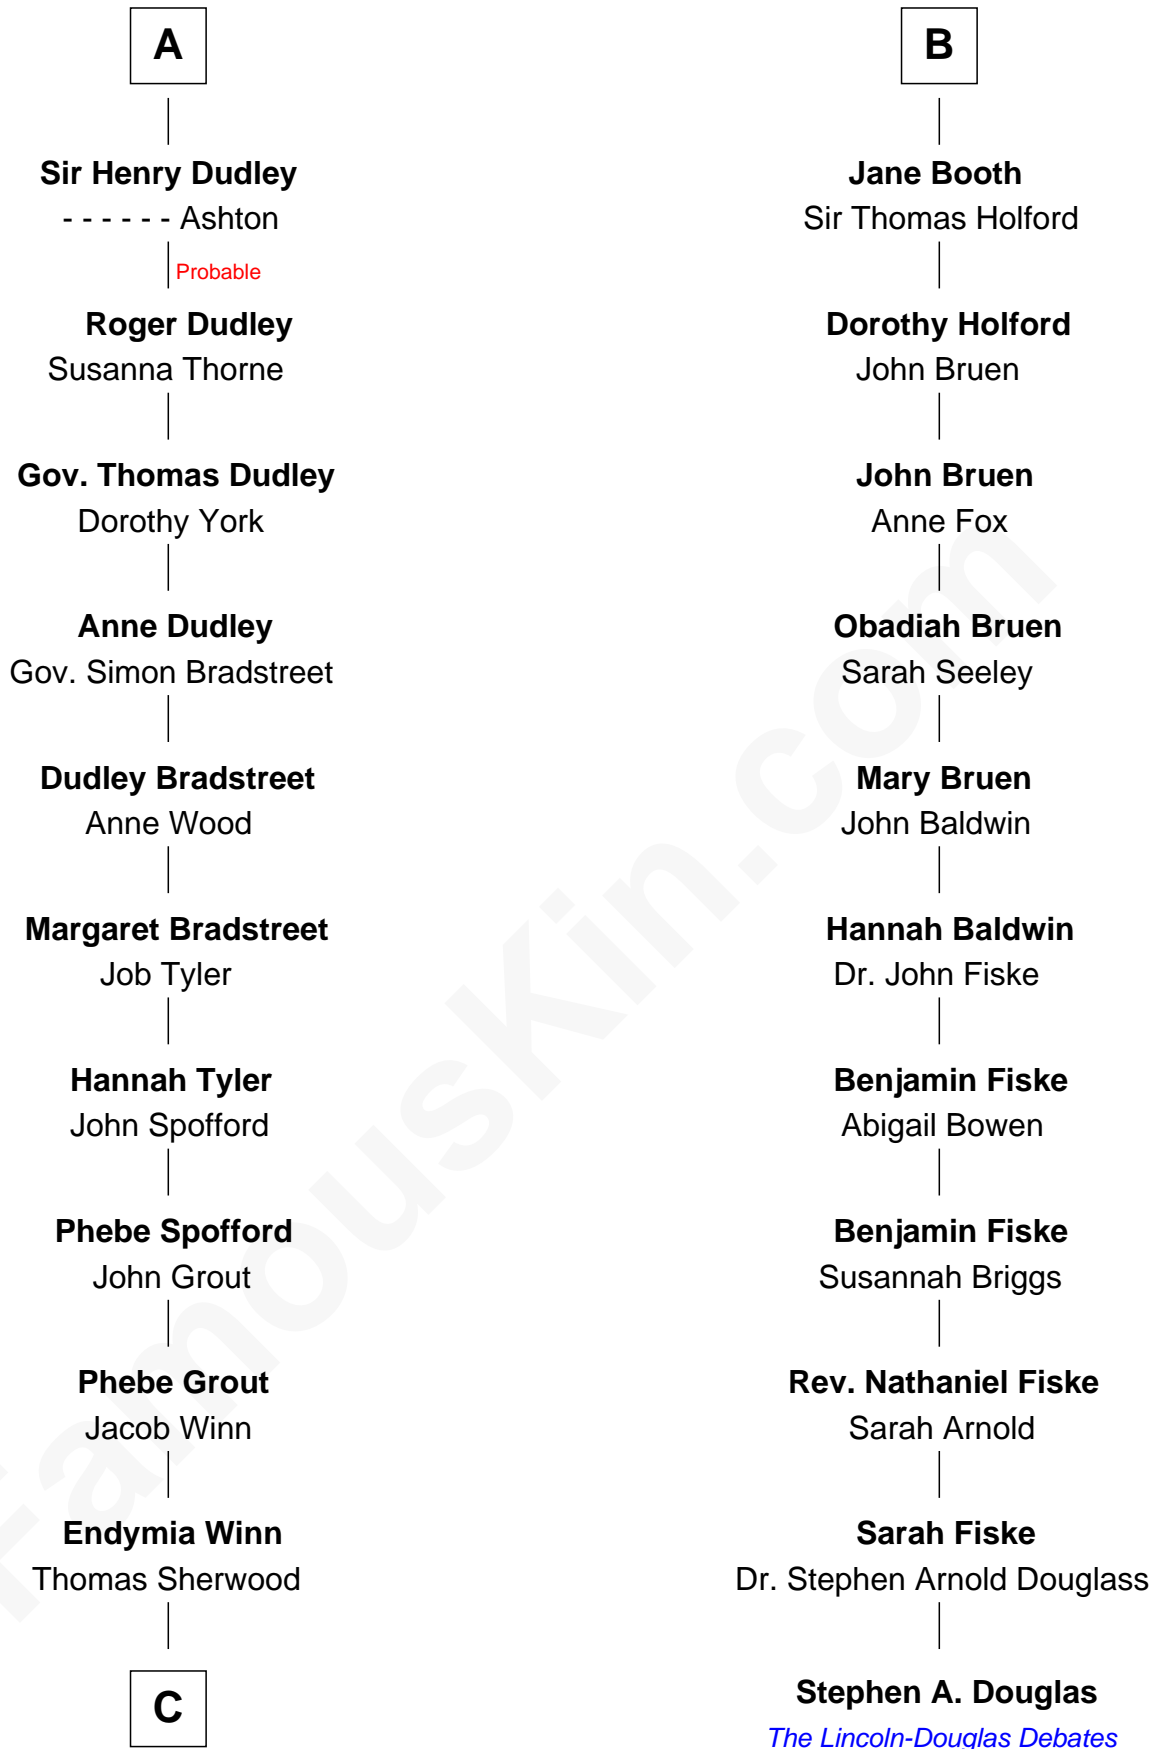 A
Sir Henry Dudley
- - - - - - Ashton
Probable
Roger Dudley
Susanna Thorne
Gov. Thomas Dudley
Dorothy York
Anne Dudley
Gov. Simon Bradstreet
Dudley Bradstreet
Anne Wood
Margaret Bradstreet
Job Tyler
Hannah Tyler
John Spofford
Phebe Spofford
John Grout
Phebe Grout
Jacob Winn
Endymia Winn
Thomas Sherwood
C
B
Jane Booth
Sir Thomas Holford
Dorothy Holford
John Bruen
John Bruen
Anne Fox
Obadiah Bruen
Sarah Seeley
Mary Bruen
John Baldwin
Hannah Baldwin
Dr. John Fiske
Benjamin Fiske
Abigail Bowen
Benjamin Fiske
Susannah Briggs
Rev. Nathaniel Fiske
Sarah Arnold
Sarah Fiske
Dr. Stephen Arnold Douglass
Stephen A. Douglas
The Lincoln-Douglas Debates
FamousKin.com